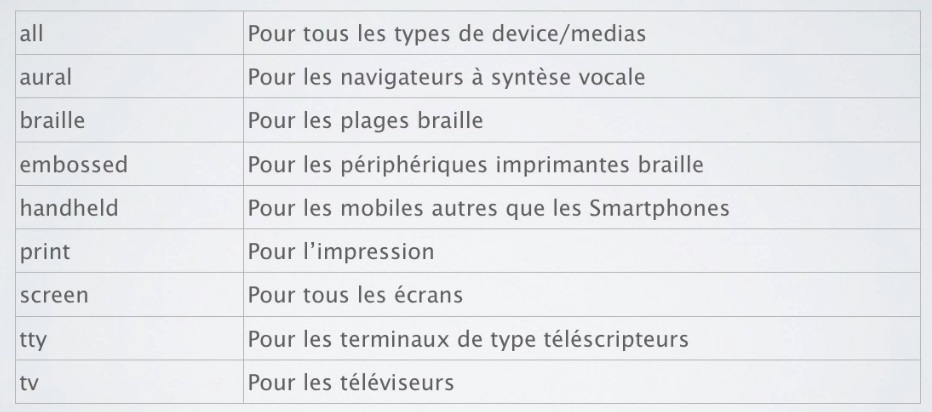 all Pour tous les types de device/medias
aural Pour les navigateurs à syntèse vocale
braille Pour les plages braille
embossed Pour les périphériques imprimantes braille
handheld Pour les mobiles autres que les Smartphones
print Pour l’impression
screen Pour tous les écrans
tty Pour les terminaux de type téléscripteurs
tv Pour les téléviseurs